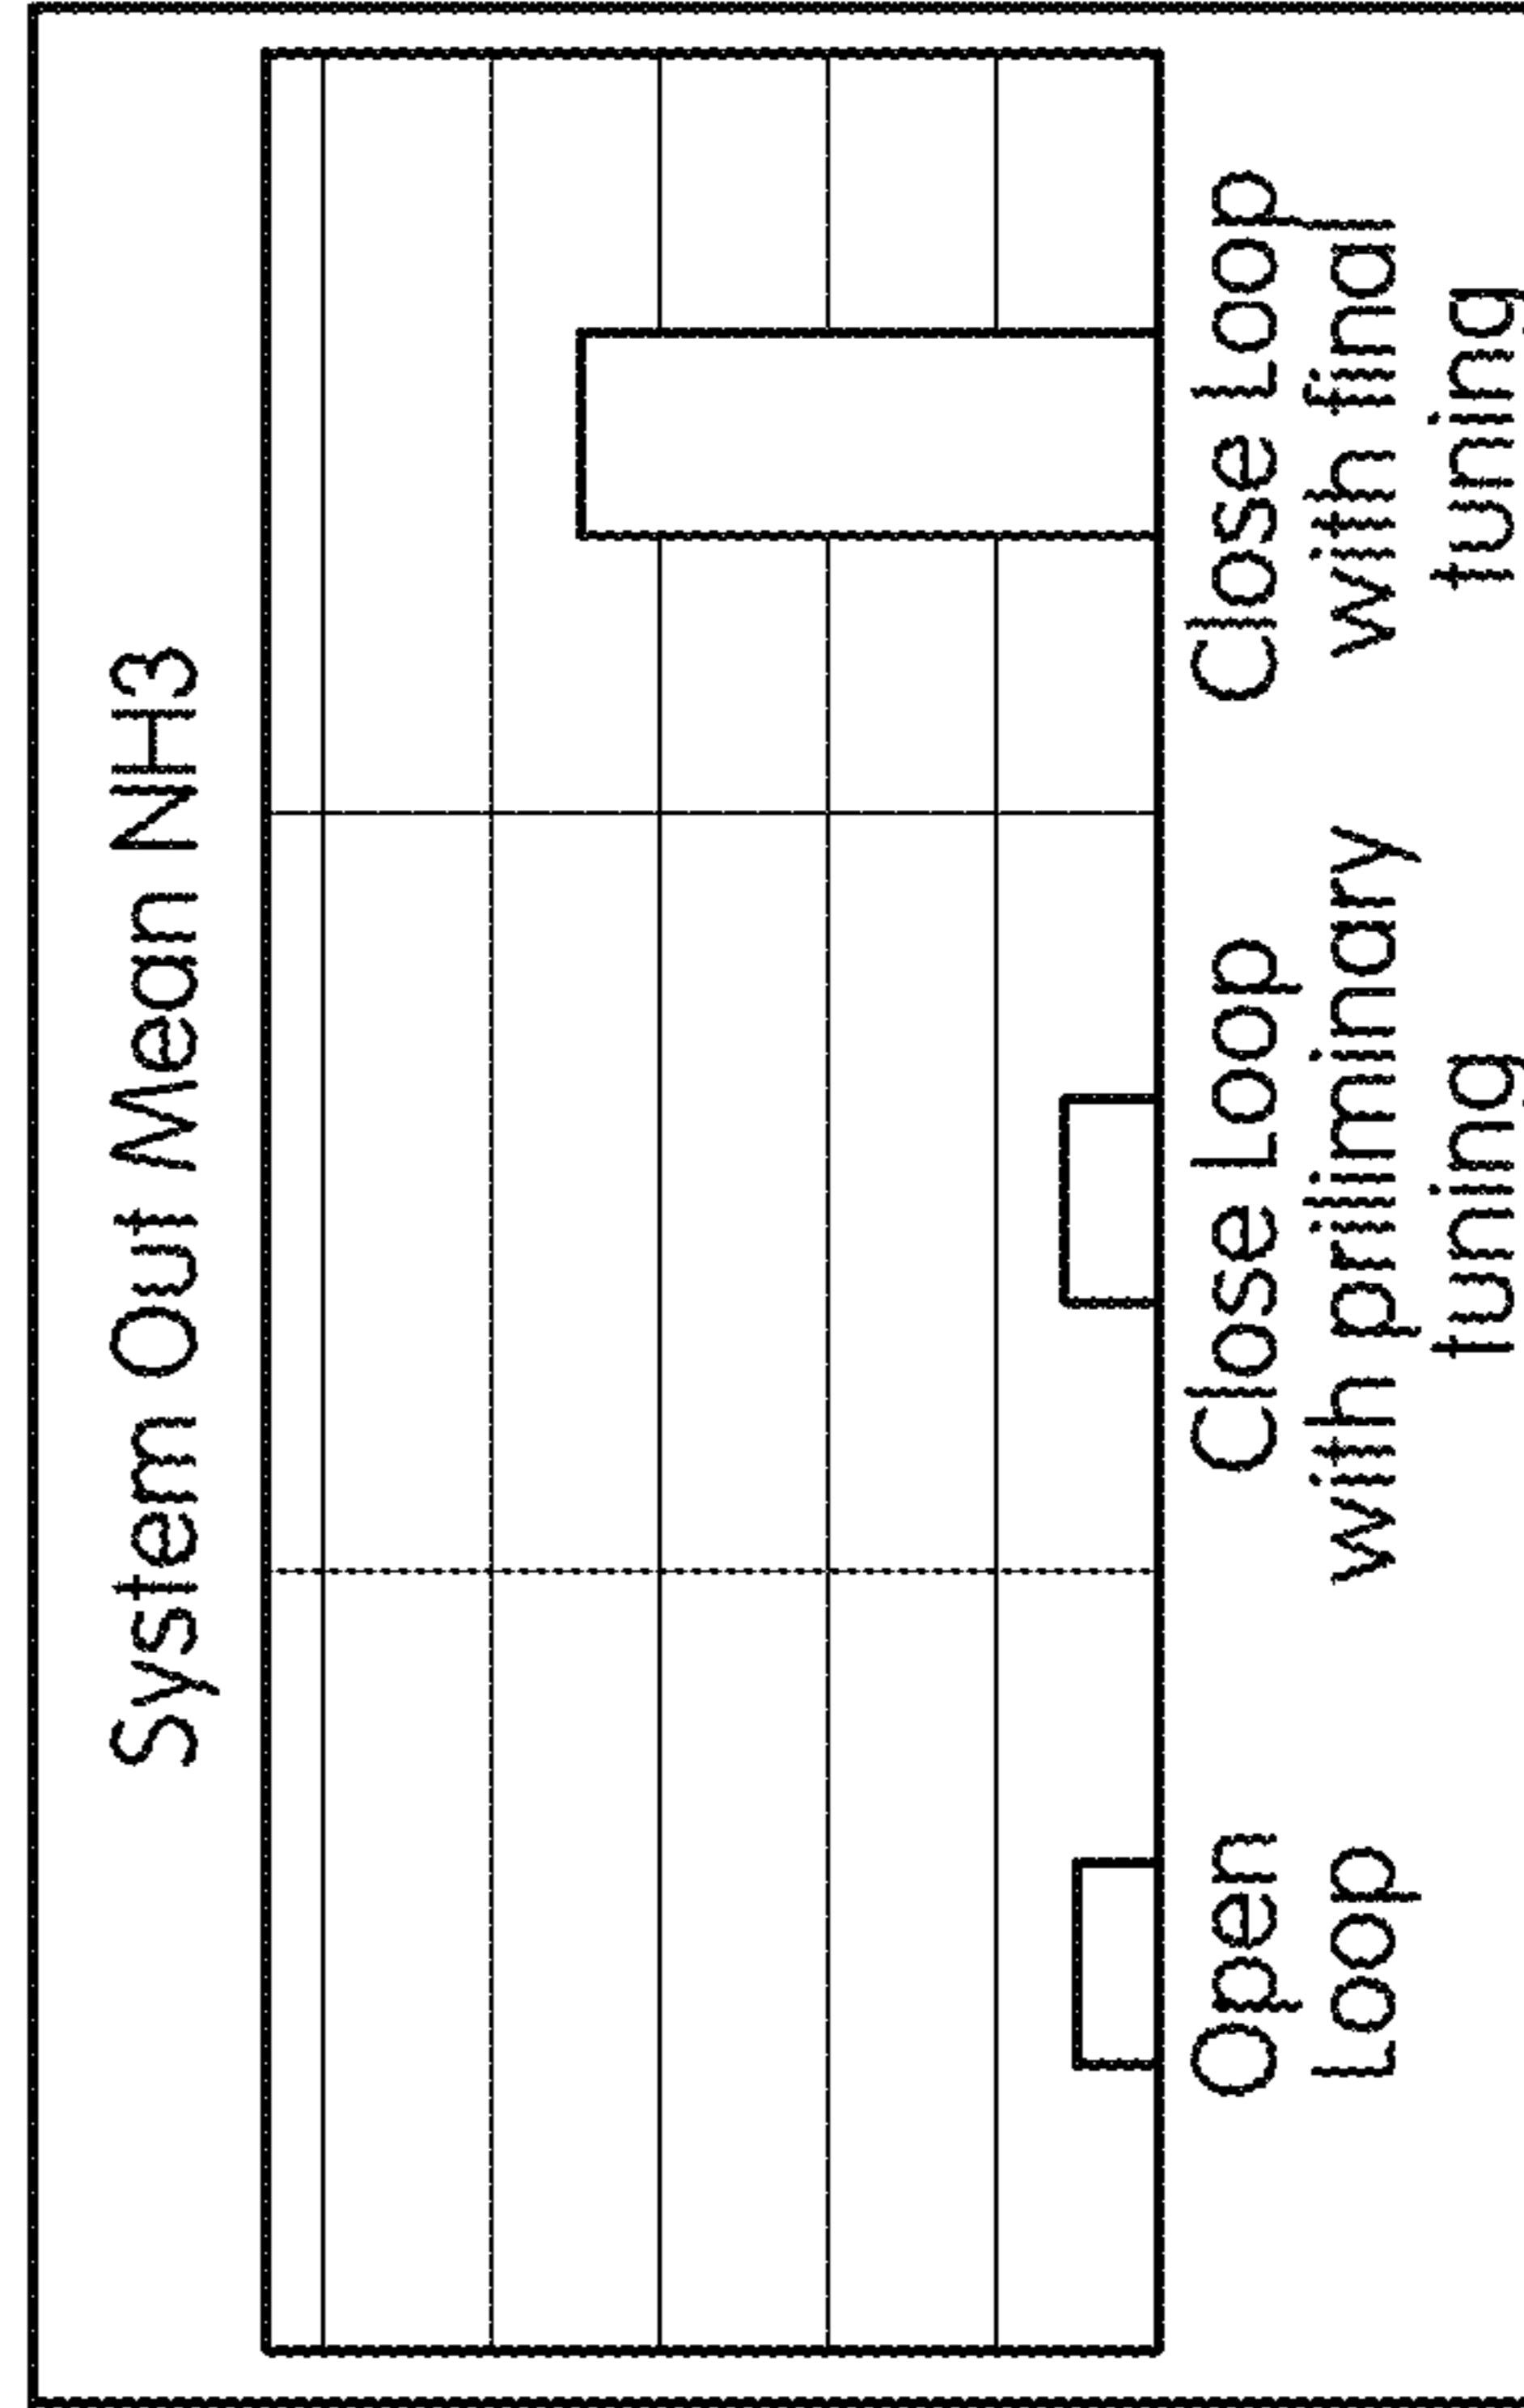 System Out Mean NH3
Open
Loop
Close Loop
with priliminary
tuning
Close Loop
with final
tuning